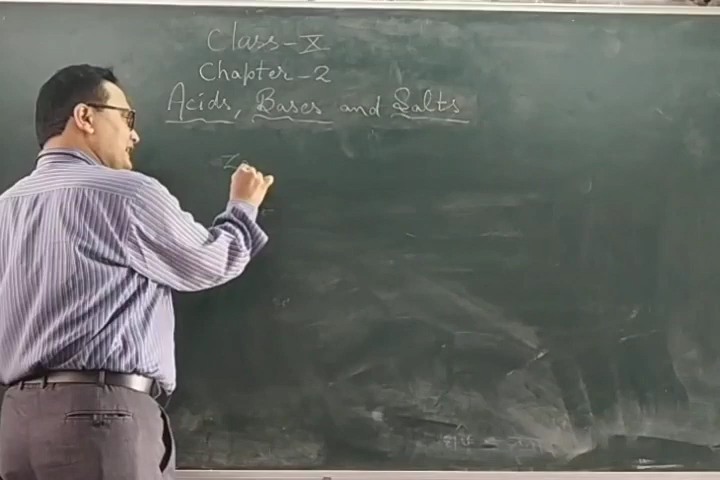 Class-X
Chapter-2
Acids, Bases and Salts
Z